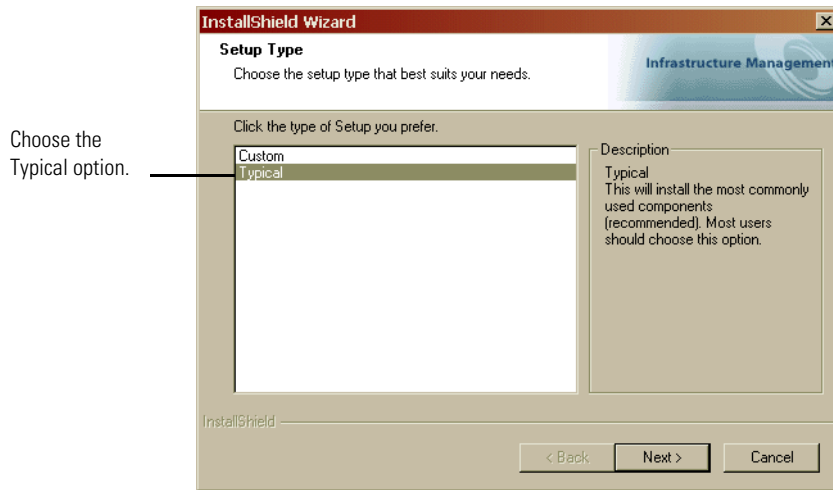 InstallShield Wizard
Setup Type
Choose the setup type that best suits your needs.
Infrastructure Management
Choose the
Typical option.
Click the type of Setup you prefer.
Custom
Typical
Description
Typical
This will install the most commonly
used components
(recommended). Most users
should choose this option.
InstallShield
< Back
Next >
Cancel